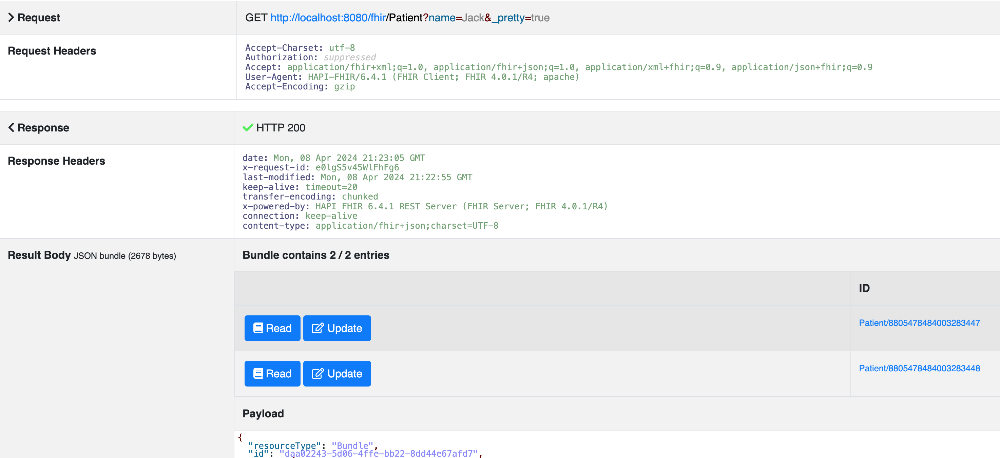 Request
GET http://localhost:8080/fhir/Patient?name=Jack&_pretty=true
Request Headers
Accept-Charset: utf-8
Authorization: suppressed
Accept: application/fhir+xml;q=1.0, application/fhir+json;q=1.0, application/xml+fhir;q=0.9, application/json+fhir;q=0.9
User-Agent: HAPI-FHIR/6.4.1 (FHIR Client; FHIR 4.0.1/R4; apache)
Accept-Encoding: gzip
Response
HTTP 200
Response Headers
date: Mon, 08 Apr 2024 21:23:05 GMT
x-request-id: e0lgS5v45WlFhFg6
last-modified: Mon, 08 Apr 2024 21:22:55 GMT
keep-alive: timeout=20
transfer-encoding: chunked
x-powered-by: HAPI FHIR 6.4.1 REST Server (FHIR Server; FHIR 4.0.1/R4)
connection: keep-alive
content-type: application/fhir+json;charset=UTF-8
Result Body JSON bundle (2678 bytes)
Bundle contains 2 / 2 entries
ID
Read Update Patient/8805478484003283447
Read Update Patient/8805478484003283448
Payload
{
"resourceType": "Bundle",
"id": "daa02243-5d06-4ffe-bb22-8dd44e67afd7",